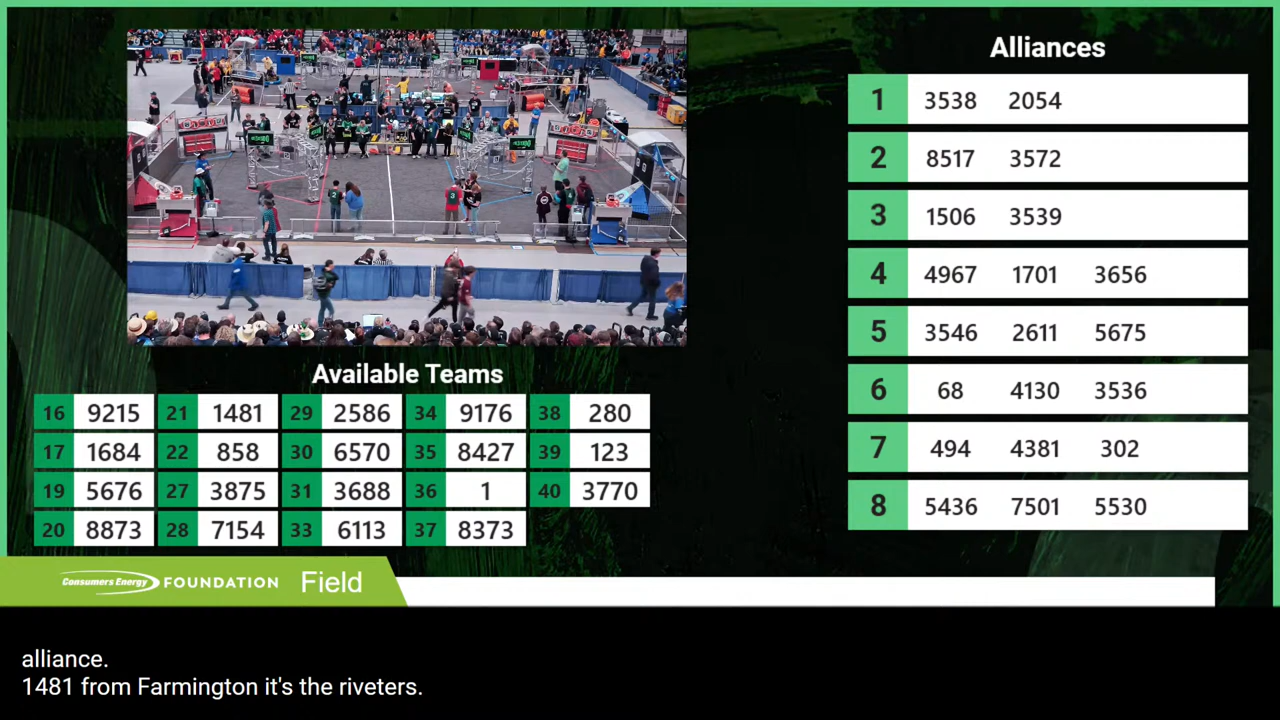 Alliances
1 3538 2054
2 8517 3572
3 1506 3539
4 4967 1701 3656
5 3546 2611 5675
6 68 4130 3536
7 494 4381 302
8 5436 7501 5530
Available Teams
16 9215 21 1481 29 2586 34 9176 38 280
17 1684 22 858 30 6570 35 8427 39 123
19 5676 27 3875 31 3688 36 1 40 3770
20 8873 28 7154 33 6113 37 8373
Consumers Energy FOUNDATION Field
alliance.
1481 from Farmington it's the riveters.